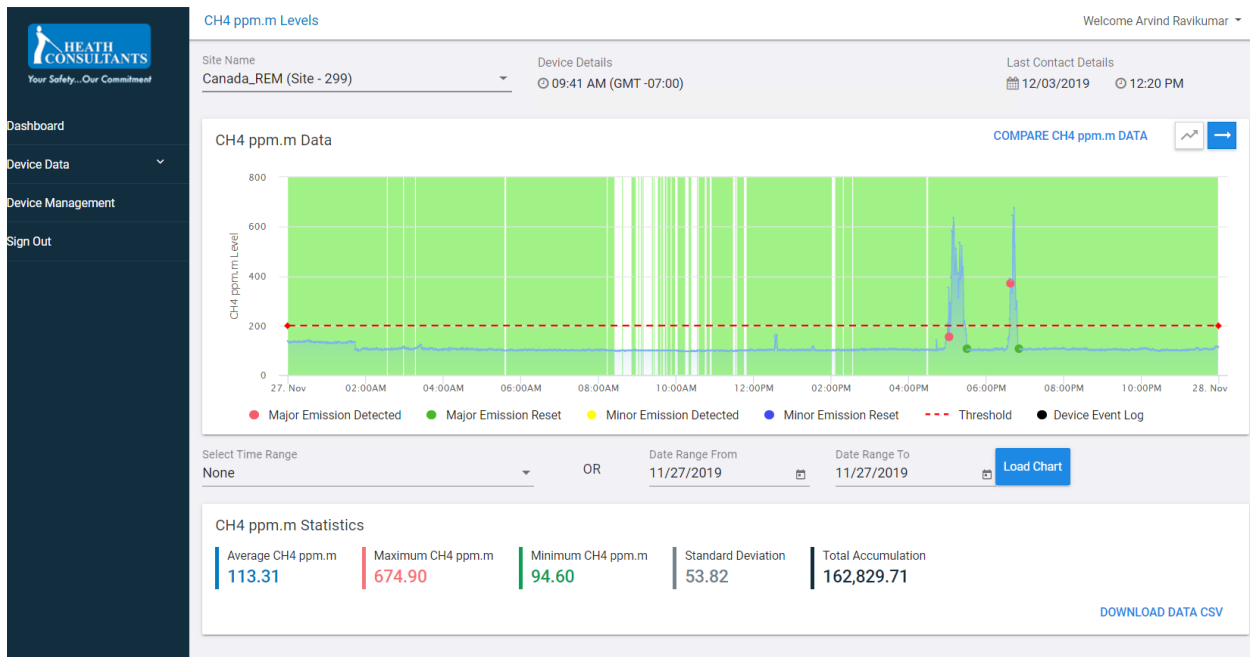 HEATH
CONSULTANTS
Your Safety...Our Commitment
Dashboard
Device Data
Device Management
Sign Out
CH4 ppm.m Levels
Welcome Arvind Ravikumar
Site Name
Canada_REM (Site - 299)
Device Details
09:41 AM (GMT -07:00)
Last Contact Details
12/03/2019 12:20 PM
CH4 ppm.m Data
COMPARE CH4 ppm.m DATA
CH4 ppm.m Level
800
600
400
200
0
27. Nov 02:00AM 04:00AM 06:00AM 08:00AM 10:00AM 12:00PM 02:00PM 04:00PM 06:00PM 08:00PM 10:00PM 28. Nov
Major Emission Detected Major Emission Reset Minor Emission Detected Minor Emission Reset Threshold Device Event Log
Select Time Range
None
OR
Date Range From
11/27/2019
Date Range To
11/27/2019
Load Chart
CH4 ppm.m Statistics
Average CH4 ppm.m
113.31
Maximum CH4 ppm.m
674.90
Minimum CH4 ppm.m
94.60
Standard Deviation
53.82
Total Accumulation
162,829.71
DOWNLOAD DATA CSV